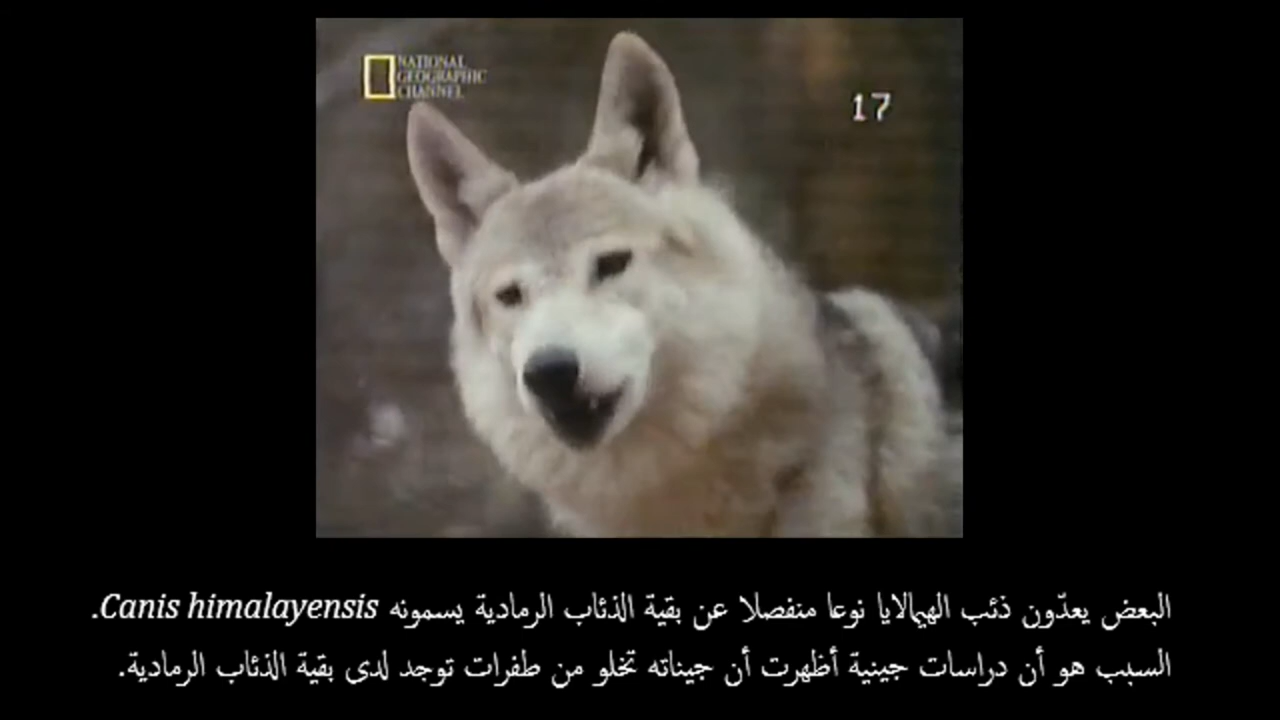 NATIONAL
GEOGRAPHIC
CHANNEL
17
البعض يعدّون ذئب الهيمالايا نوعا منفصلا عن بقية الذئاب الرمادية يسمونه Canis himalayensis.
السبب هو أن دراسات جينية أظهرت أن جيناته تخلو من طفرات توجد لدى بقية الذئاب الرمادية.